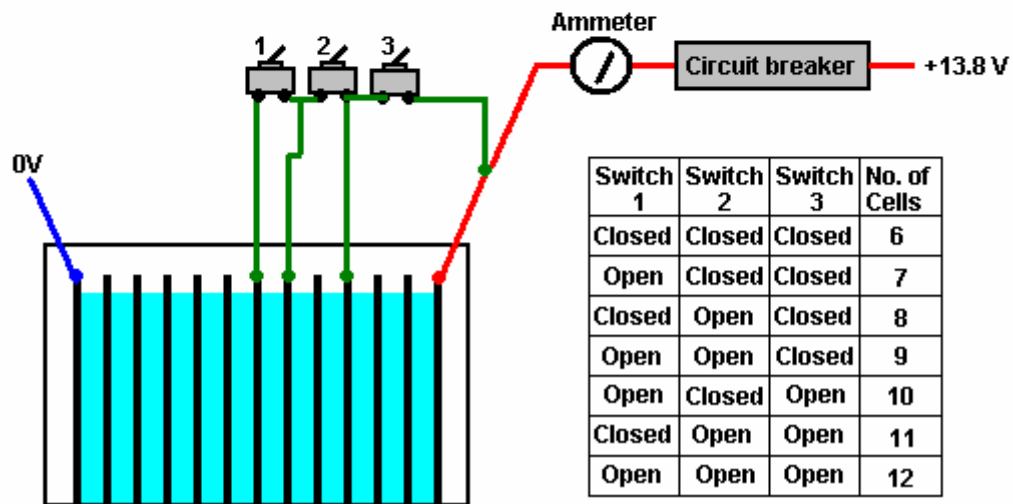 Ammeter
1 2 3
Circuit breaker
+13.8 V
0V
Switch Switch Switch No. of
1 2 3 Cells
Closed Closed Closed 6
Open Closed Closed 7
Closed Open Closed 8
Open Open Closed 9
Open Closed Open 10
Closed Open Open 11
Open Open Open 12